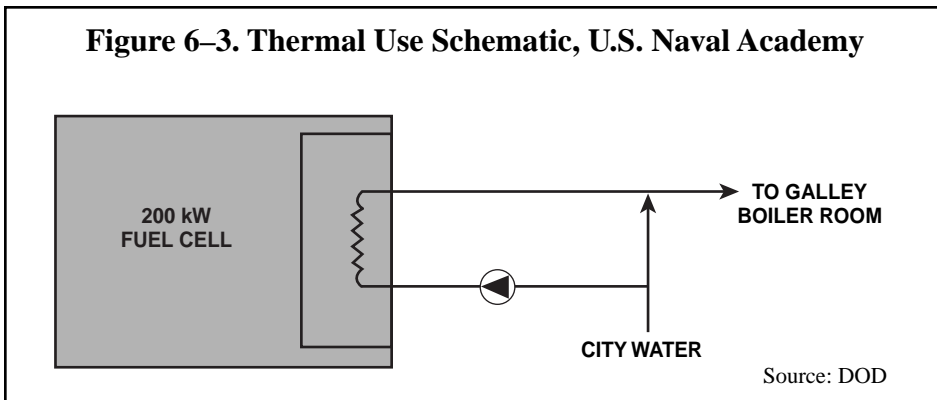 Figure 6–3. Thermal Use Schematic, U.S. Naval Academy
200 kW
FUEL CELL
TO GALLEY
BOILER ROOM
CITY WATER
Source: DOD